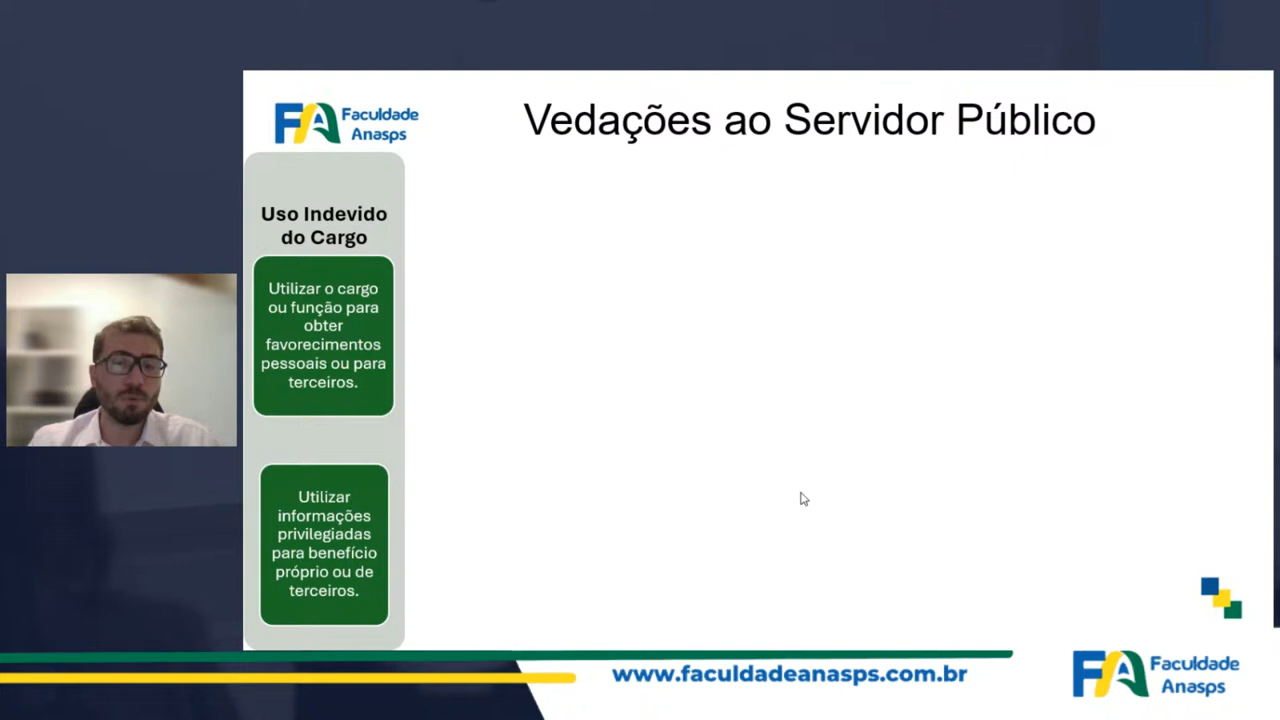 Faculdade
Anasps
Vedações ao Servidor Público
Uso Indevido
do Cargo
Utilizar o cargo
ou função para
obter
favorecimentos
pessoais ou para
terceiros.
Utilizar
informações
privilegiadas
para benefício
próprio ou de
terceiros.
www.faculdadeanasps.com.br
Faculdade
Anasps